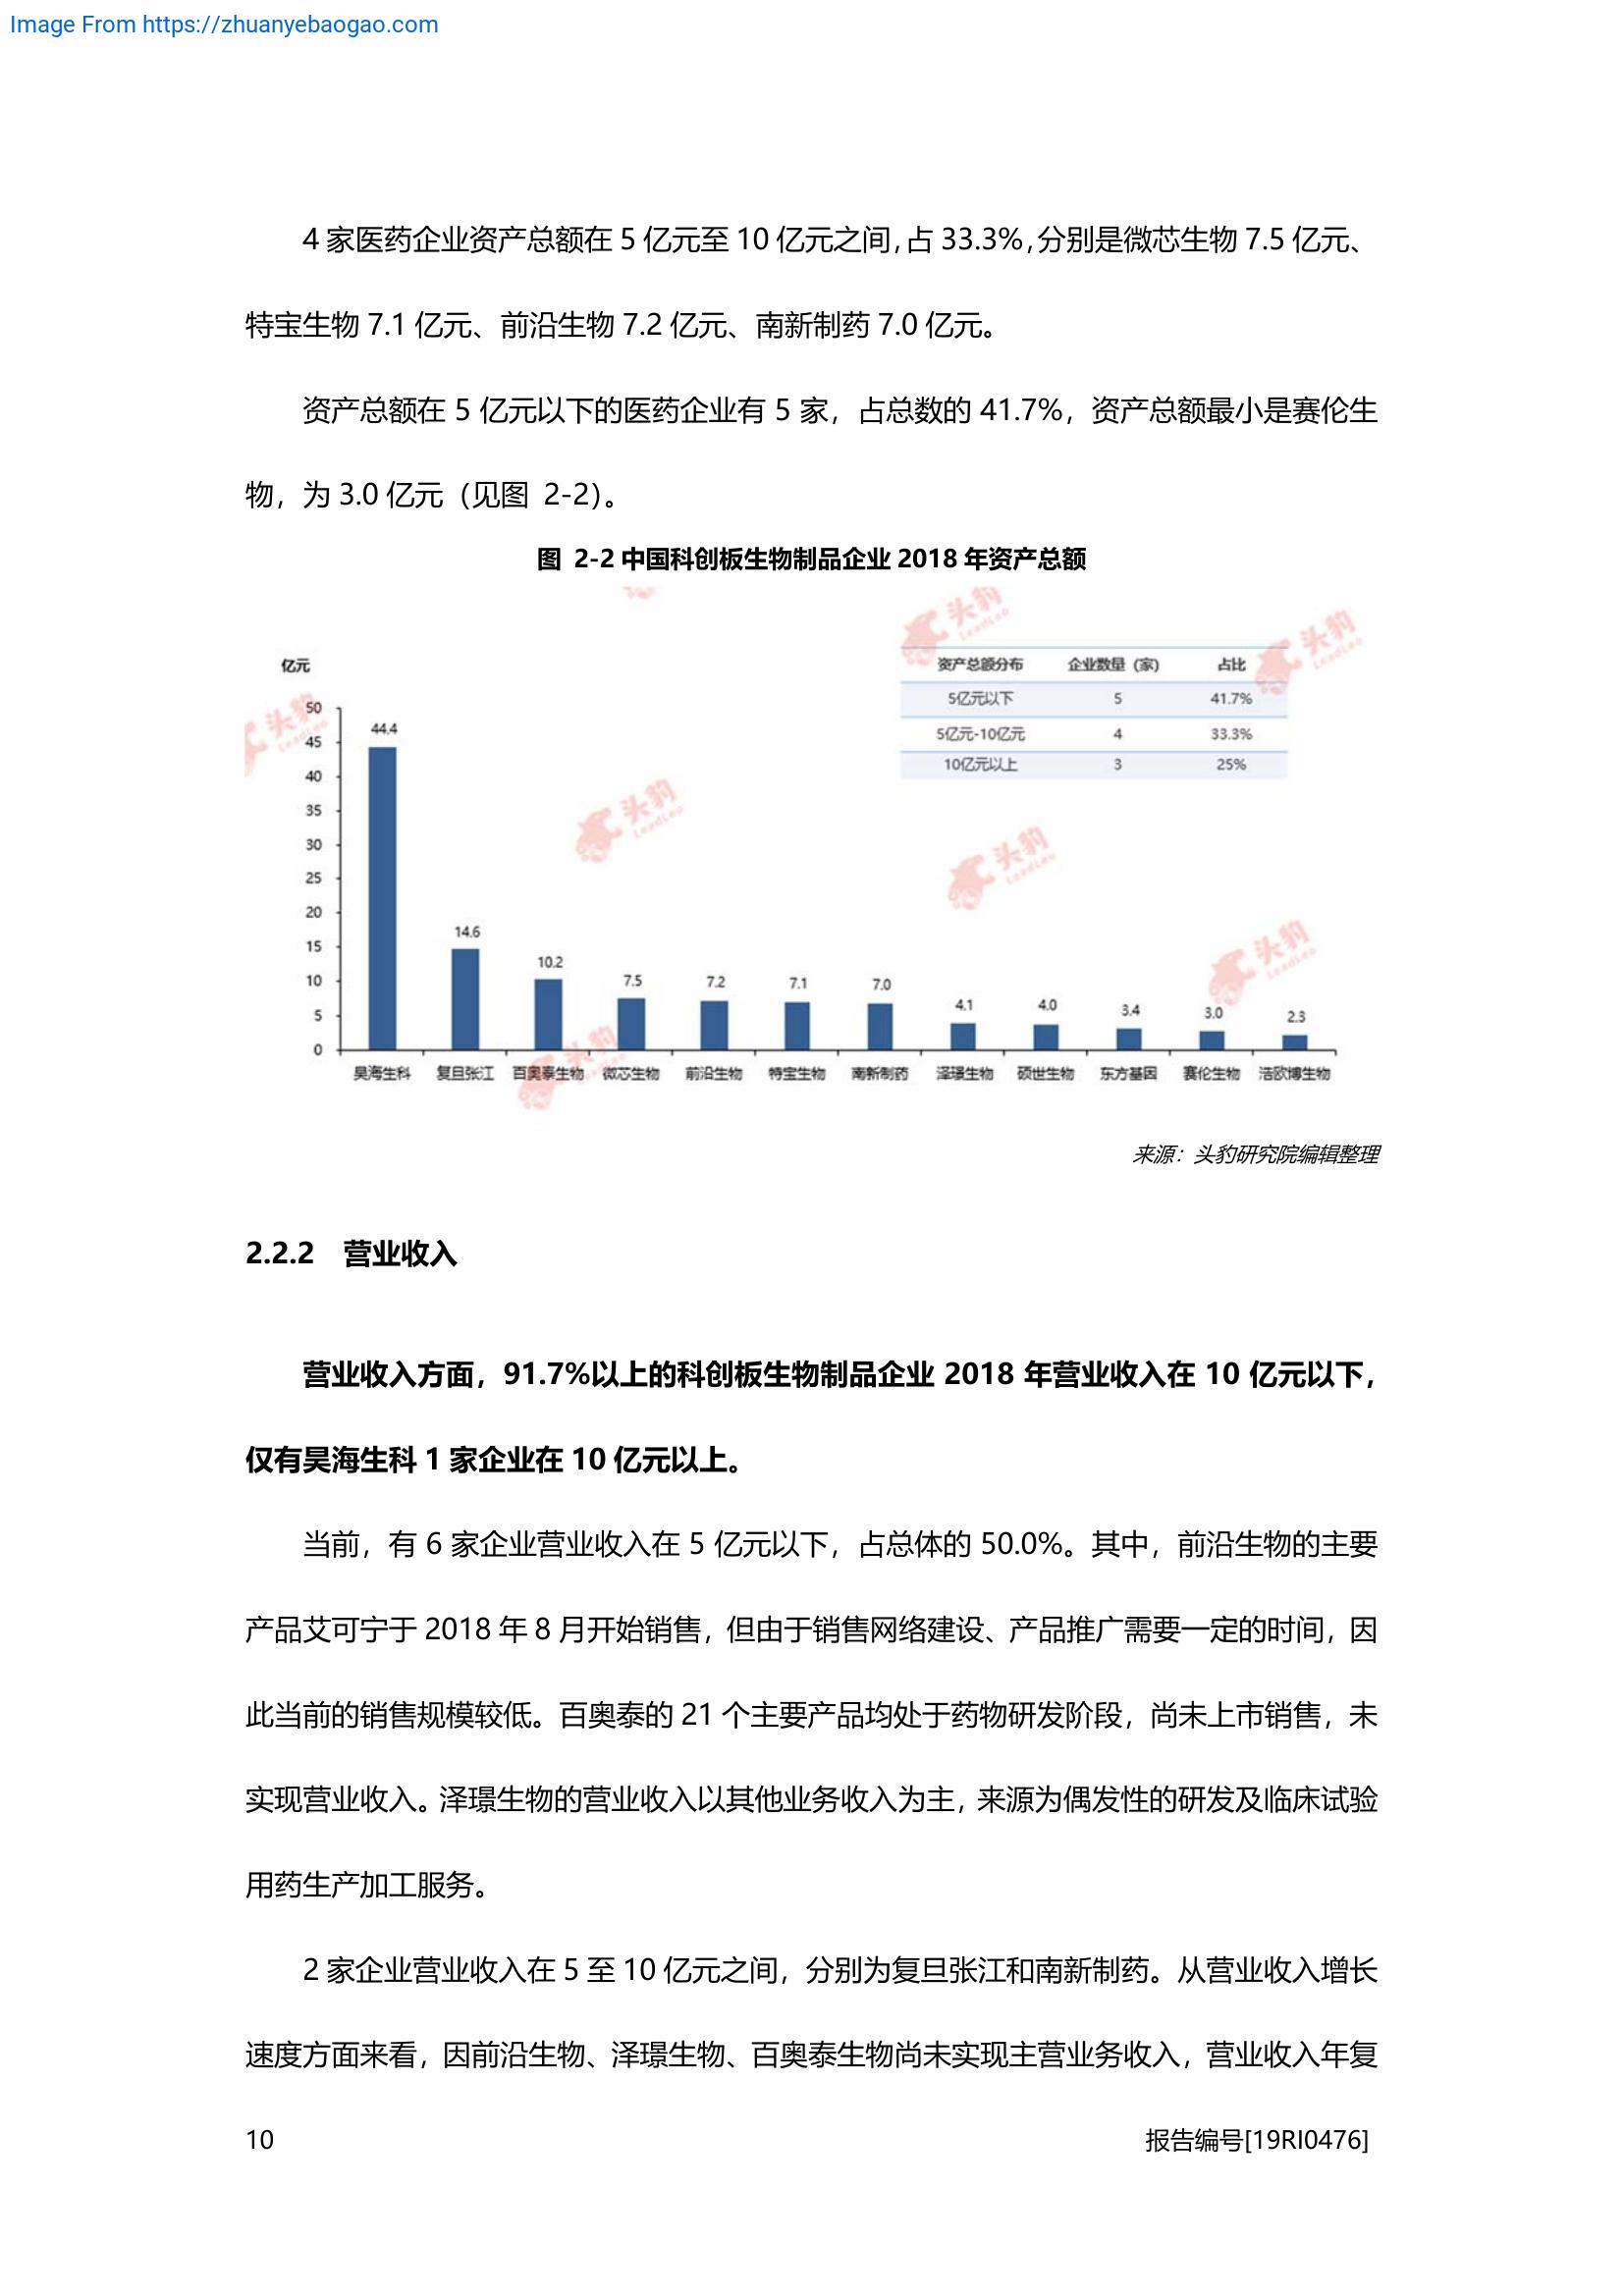 Image From https://zhuanyebaogao.com
4 家医药企业资产总额在 5 亿元至 10 亿元之间，占 33.3%，分别是微芯生物 7.5 亿元、
特宝生物 7.1 亿元、前沿生物 7.2 亿元、南新制药 7.0 亿元。
资产总额在 5 亿元以下的医药企业有 5 家，占总数的 41.7%，资产总额最小是赛伦生
物，为 3.0 亿元（见图 2-2）。
图 2-2 中国科创板生物制品企业 2018 年资产总额
头豹 LeadLeo
亿元
资产总额分布 企业数量（家） 占比
5亿元以下 5 41.7%
5亿元-10亿元 4 33.3%
10亿元以上 3 25%
50
45
40
35
30
25
20
15
10
5
0
44.4 14.6 10.2 7.5 7.2 7.1 7.0 4.1 4.0 3.4 3.0 2.3
昊海生科 复旦张江 百奥泰生物 微芯生物 前沿生物 特宝生物 南新制药 泽璟生物 硕世生物 东方基因 赛伦生物 浩欧博生物
来源：头豹研究院编辑整理
2.2.2 营业收入
营业收入方面，91.7%以上的科创板生物制品企业 2018 年营业收入在 10 亿元以下，
仅有昊海生科 1 家企业在 10 亿元以上。
当前，有 6 家企业营业收入在 5 亿元以下，占总体的 50.0%。其中，前沿生物的主要
产品艾可宁于 2018 年 8 月开始销售，但由于销售网络建设、产品推广需要一定的时间，因
此当前的销售规模较低。百奥泰的 21 个主要产品均处于药物研发阶段，尚未上市销售，未
实现营业收入。泽璟生物的营业收入以其他业务收入为主，来源为偶发性的研发及临床试验
用药生产加工服务。
2 家企业营业收入在 5 至 10 亿元之间，分别为复旦张江和南新制药。从营业收入增长
速度方面来看，因前沿生物、泽璟生物、百奥泰生物尚未实现主营业务收入，营业收入年复
10 报告编号[19RI0476]